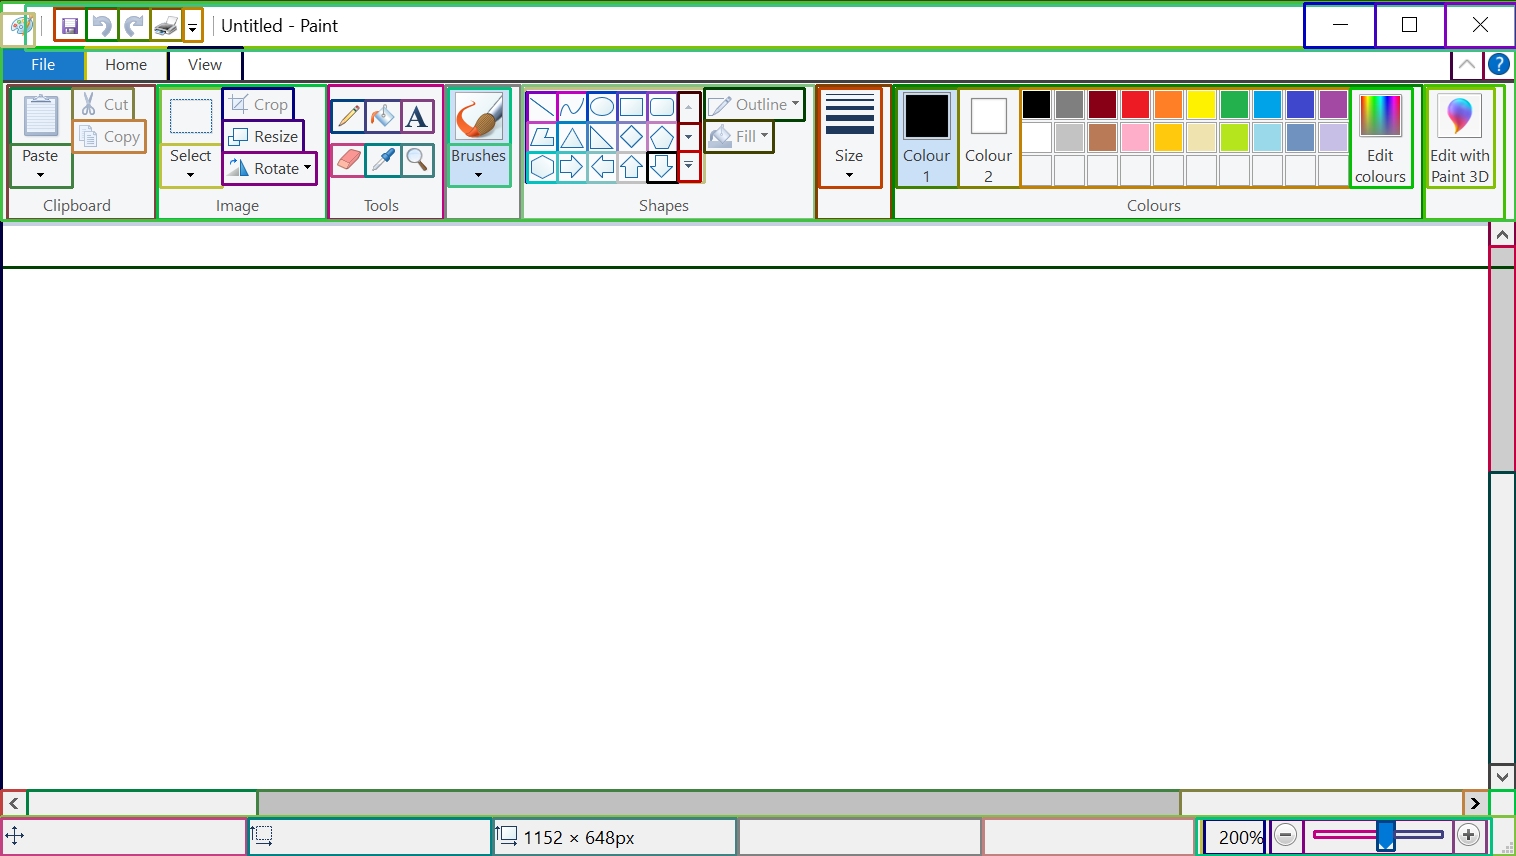 Untitled - Paint
File Home View
Paste
Cut
Copy
Clipboard
Select
Crop
Resize
Rotate
Image
A
Tools
Brushes
Outline
Fill
Shapes
Size
Colour
1
Colour
2
Edit
colours
Colours
Edit with
Paint 3D
?
1152 × 648px
200%